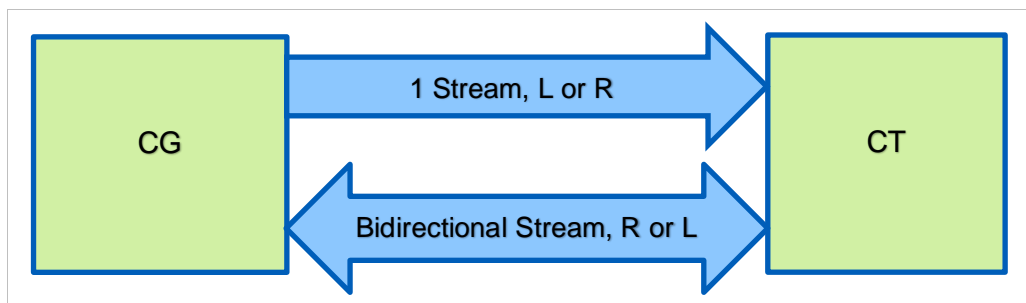 1 Stream, L or R
CG
CT
Bidirectional Stream, R or L